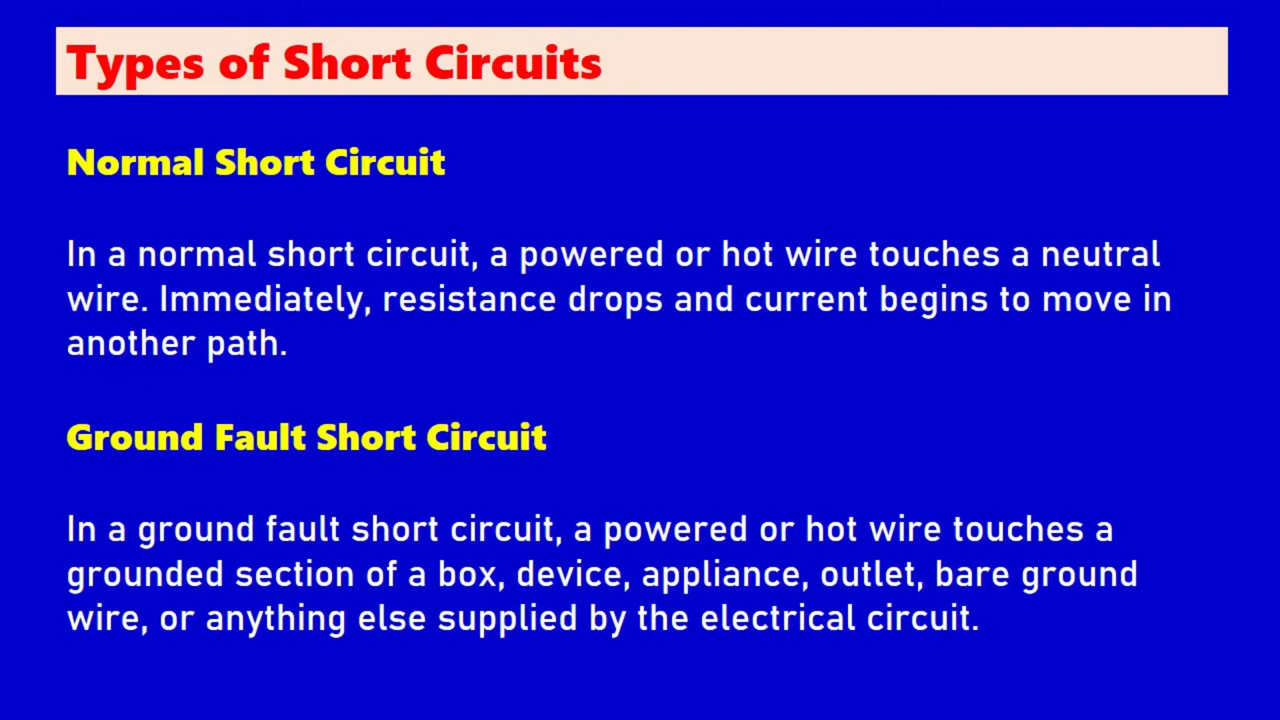 Types of Short Circuits
Normal Short Circuit
In a normal short circuit, a powered or hot wire touches a neutral
wire. Immediately, resistance drops and current begins to move in
another path.
Ground Fault Short Circuit
In a ground fault short circuit, a powered or hot wire touches a
grounded section of a box, device, appliance, outlet, bare ground
wire, or anything else supplied by the electrical circuit.